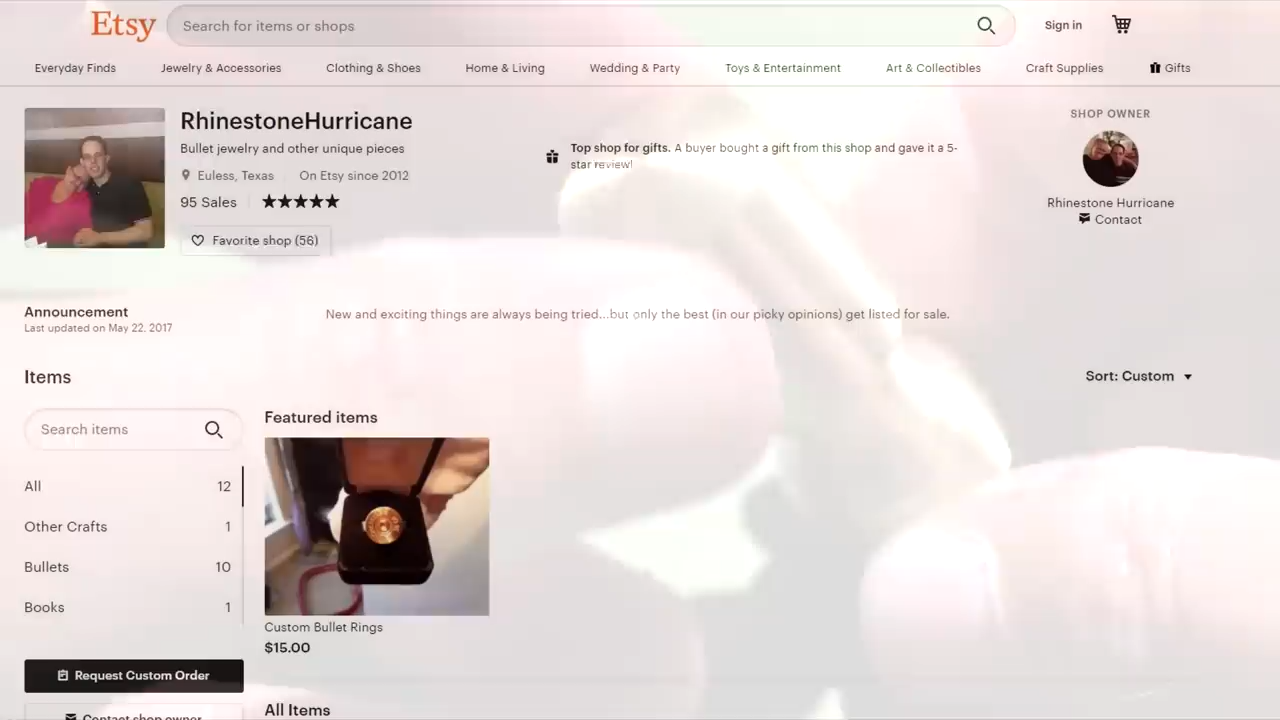 Etsy
Search for items or shops
Sign in
Everyday Finds
Jewelry & Accessories
Clothing & Shoes
Home & Living
Wedding & Party
Toys & Entertainment
Art & Collectibles
Craft Supplies
Gifts
RhinestoneHurricane
Bullet jewelry and other unique pieces
Euless, Texas
On Etsy since 2012
95 Sales
Favorite shop (56)
Top shop for gifts. A buyer bought a gift from this shop and gave it a 5-
star review!
SHOP OWNER
Rhinestone Hurricane
Contact
Announcement
Last updated on May 22, 2017
New and exciting things are always being tried...but only the best (in our picky opinions) get listed for sale.
Items
Sort: Custom
Search items
All 12
Other Crafts 1
Bullets 10
Books 1
Request Custom Order
Contact shop owner
Featured items
Custom Bullet Rings
$15.00
All Items